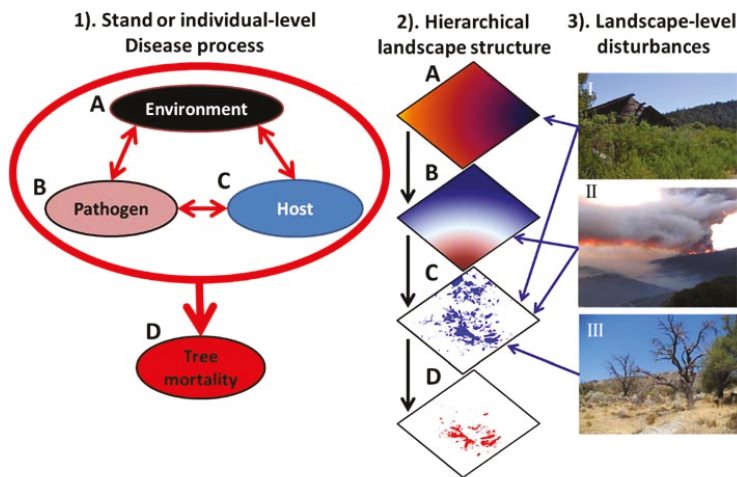 1). Stand or individual-level
Disease process
A
Environment
B
Pathogen
C
Host
D
Tree
mortality
2). Hierarchical
landscape structure
A
B
C
D
3). Landscape-level
disturbances
I
II
III